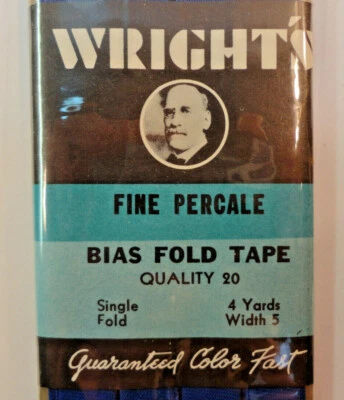 WRIGHT'S
FINE PERCALE
BIAS FOLD TAPE
QUALITY 20
Single 4 Yards
Fold Width 5
Guaranteed Color Fast